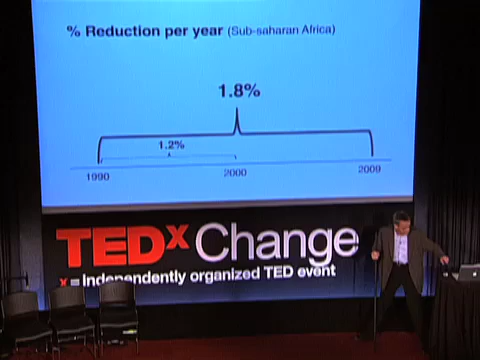 % Reduction per year (Sub-saharan Africa)
1.8%
1.2%
1990
2000
2009
TEDx Change
x = Independently organized TED event